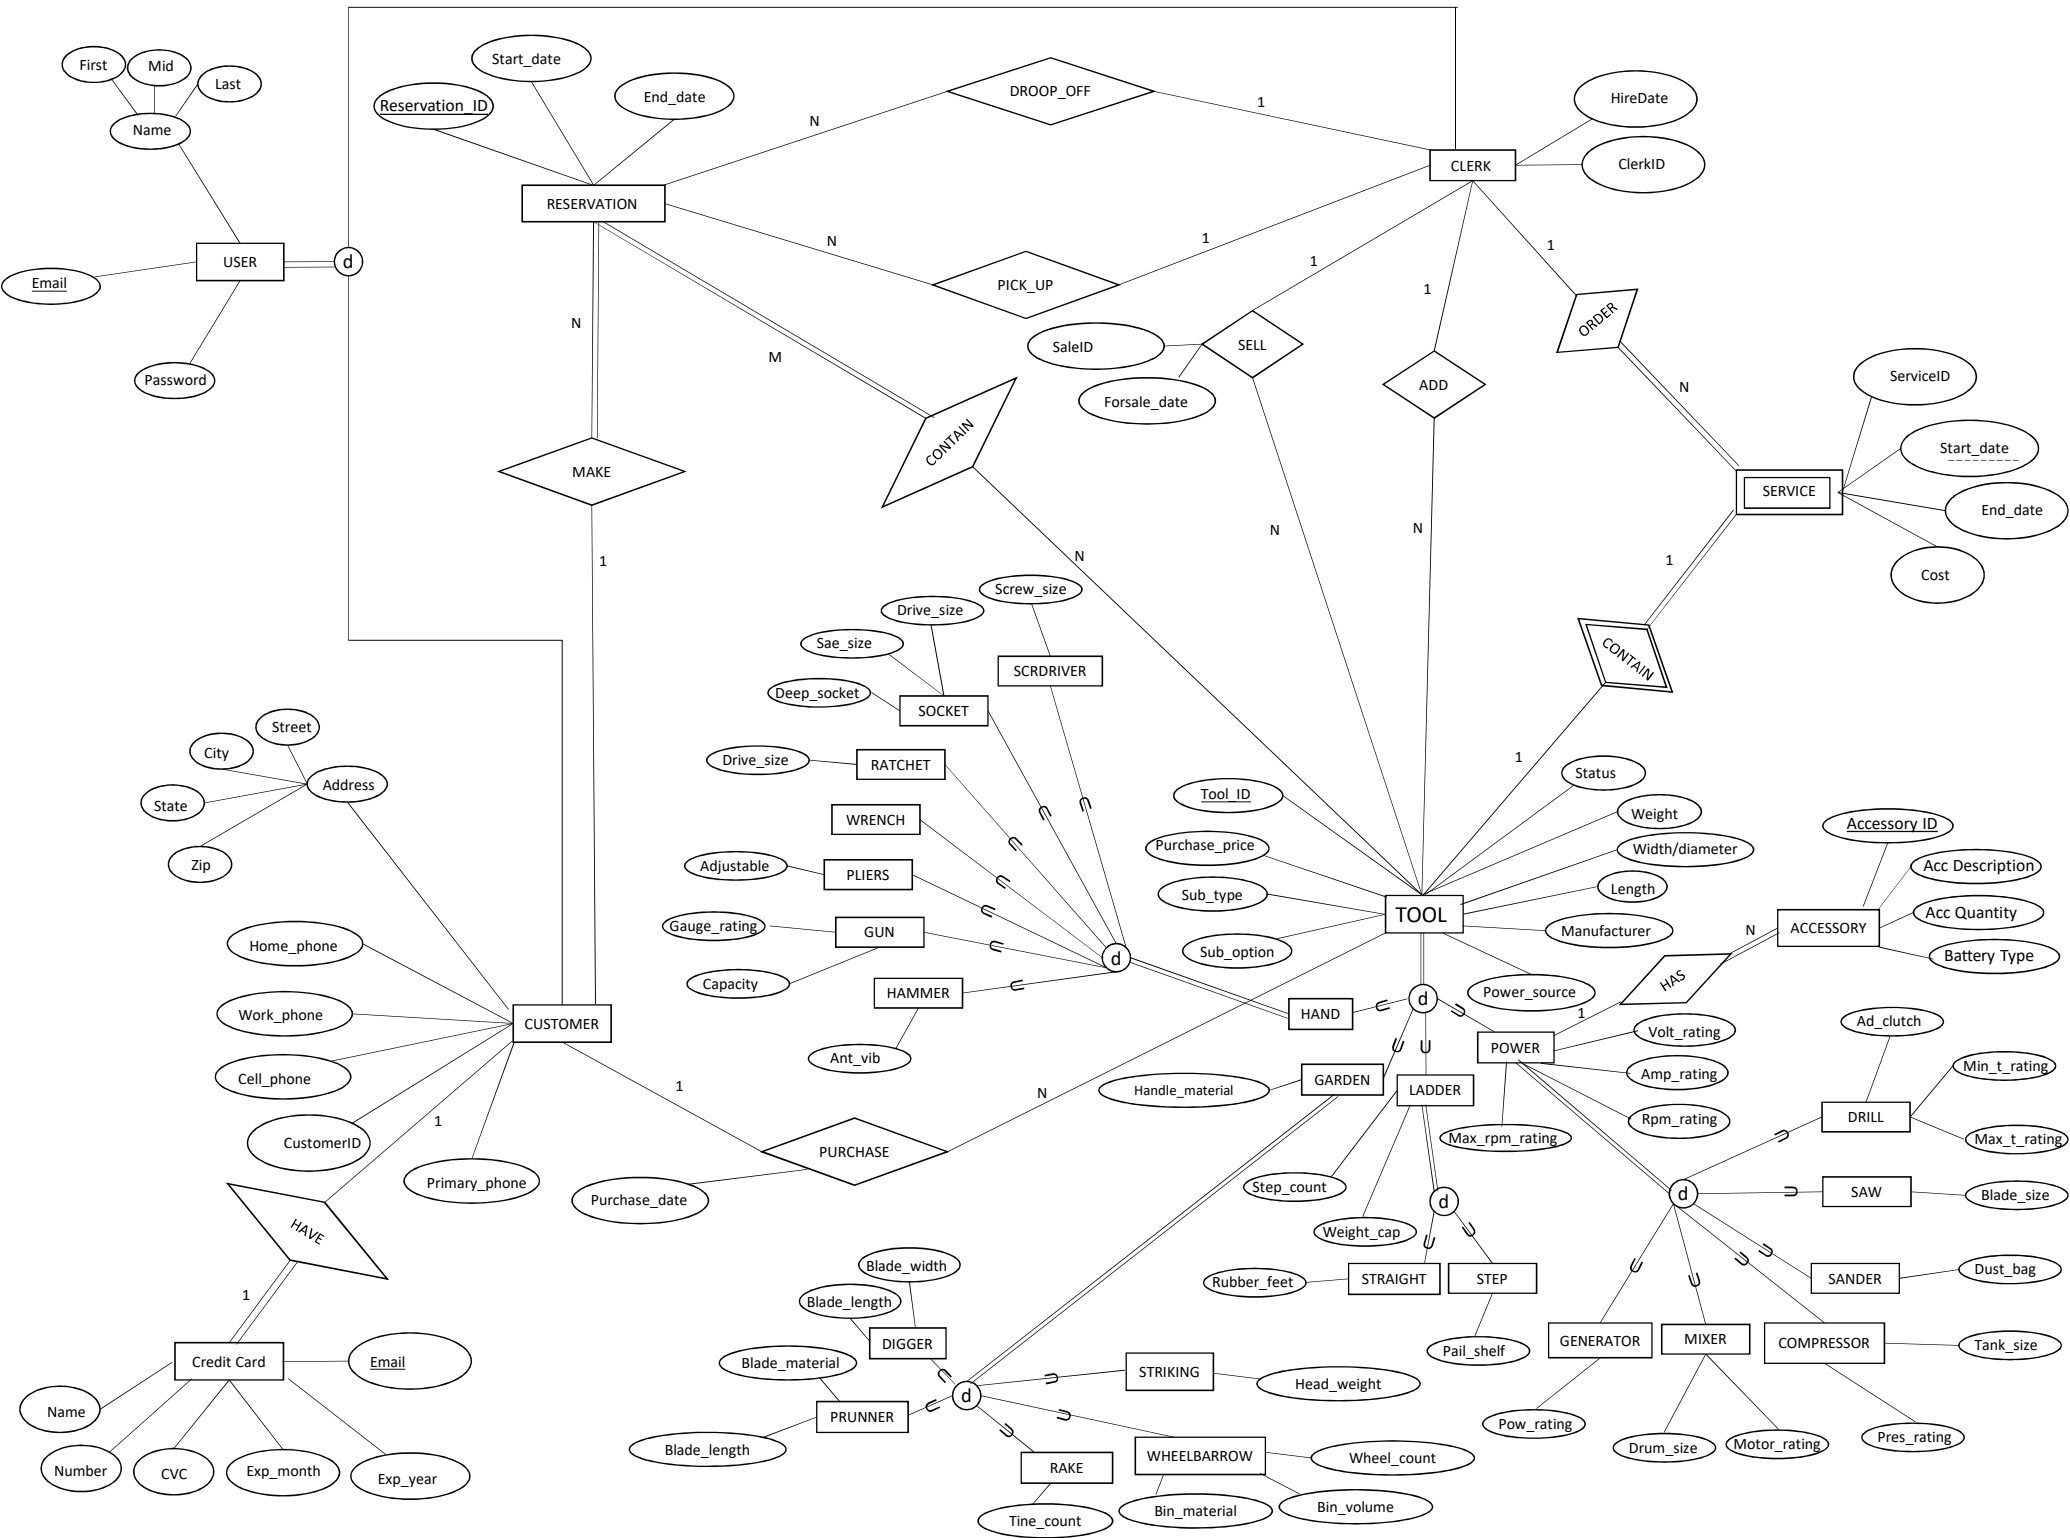 First
Mid
Last
Name
USER
Email
Password
d
Reservation_ID
Start_date
End_date
RESERVATION
DROOP_OFF
N
1
CLERK
HireDate
ClerkID
PICK_UP
N
1
MAKE
N
1
CONTAIN
M
N
SELL
SaleID
Forsale_date
1
N
ADD
1
N
ORDER
1
N
SERVICE
ServiceID
Start_date
End_date
Cost
CONTAIN
1
1
Street
City
State
Zip
Address
Home_phone
Work_phone
Cell_phone
CustomerID
Primary_phone
CUSTOMER
HAVE
1
1
Credit Card
Email
Name
Number
CVC
Exp_month
Exp_year
PURCHASE
Purchase_date
1
N
Screw_size
SCRDRIVER
Drive_size
Sae_size
Deep_socket
SOCKET
Drive_size
RATCHET
WRENCH
Adjustable
PLIERS
Gauge_rating
Capacity
GUN
HAMMER
Ant_vib
d
∪
∪
∪
∪
∪
∪
∪
HAND
TOOL
Tool_ID
Purchase_price
Sub_type
Sub_option
Status
Weight
Width/diameter
Length
Manufacturer
Power_source
d
∪
∪
∪
∪
ACCESSORY
Accessory ID
Acc Description
Acc Quantity
Battery Type
HAS
N
1
POWER
Volt_rating
Amp_rating
Rpm_rating
Max_rpm_rating
GARDEN
Handle_material
LADDER
Step_count
Weight_cap
d
∪
∪
STRAIGHT
Rubber_feet
STEP
Pail_shelf
d
∪
∪
∪
∪
∪
∪
DRILL
Ad_clutch
Min_t_rating
Max_t_rating
SAW
Blade_size
SANDER
Dust_bag
COMPRESSOR
Tank_size
Pres_rating
MIXER
Drum_size
Motor_rating
GENERATOR
Pow_rating
d
∪
∪
∪
∪
∪
DIGGER
Blade_width
Blade_length
PRUNNER
Blade_material
Blade_length
RAKE
Tine_count
WHEELBARROW
Wheel_count
Bin_material
Bin_volume
STRIKING
Head_weight